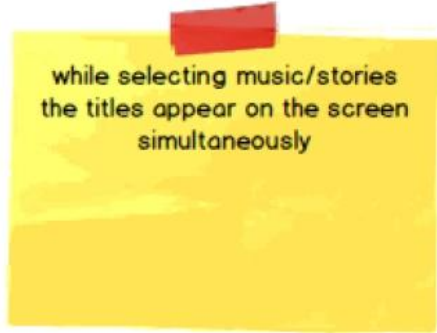 while selecting music/stories
the titles appear on the screen
simultaneously